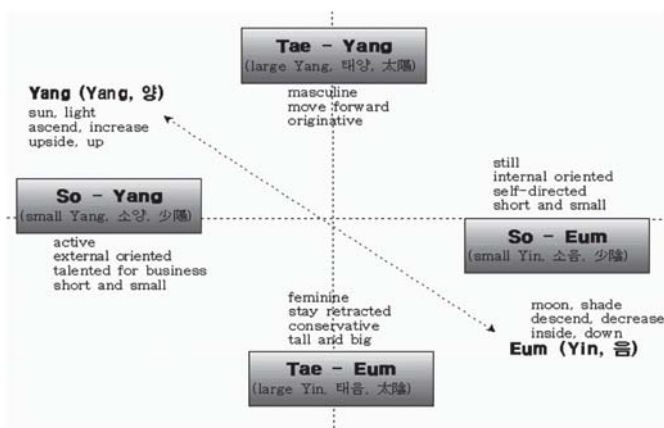 Tae - Yang
(large Yang, 태양, 太陽)
masculine
move forward
originative
Yang (Yang, 양)
sun, light
ascend, increase
upside, up
So - Yang
(small Yang, 소양, 少陽)
active
external oriented
talented for business
short and small
still
internal oriented
self-directed
short and small
So - Eum
(small Yin, 소음, 少陰)
feminine
stay retracted
conservative
tall and big
Tae - Eum
(large Yin, 태음, 太陰)
moon, shade
descend, decrease
inside, down
Eum (Yin, 음)